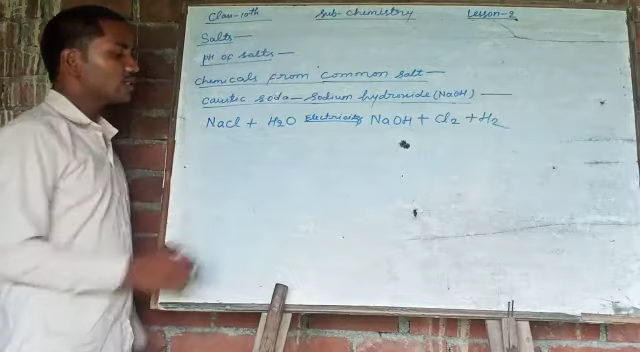 Class-10th Sub-Chemistry Lesson-2
Salts-
pH of salts-
Chemicals from common salt-
Caustic soda-Sodium hydroxide (NaOH)-
NaCl + H2O Electricity NaOH + Cl2 + H2